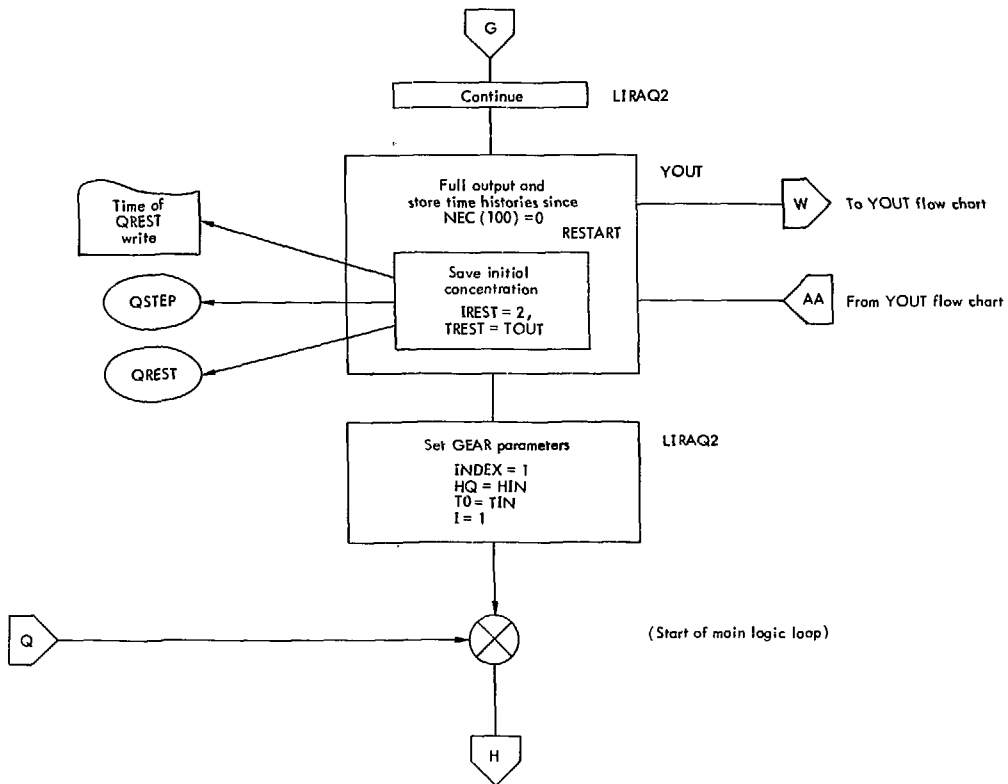 G
Continue
LIRAQ2
YOUT
Full output and
store time histories since
NEC (100) = 0
RESTART
W
To YOUT flow chart
Time of
QREST
write
Save initial
concentration
IREST = 2,
TREST = TOUT
QSTEP
AA
From YOUT flow chart
QREST
Set GEAR parameters
LIRAQ2
INDEX = 1
HQ = HIN
T0 = TIN
I = 1
Q
(Start of main logic loop)
H